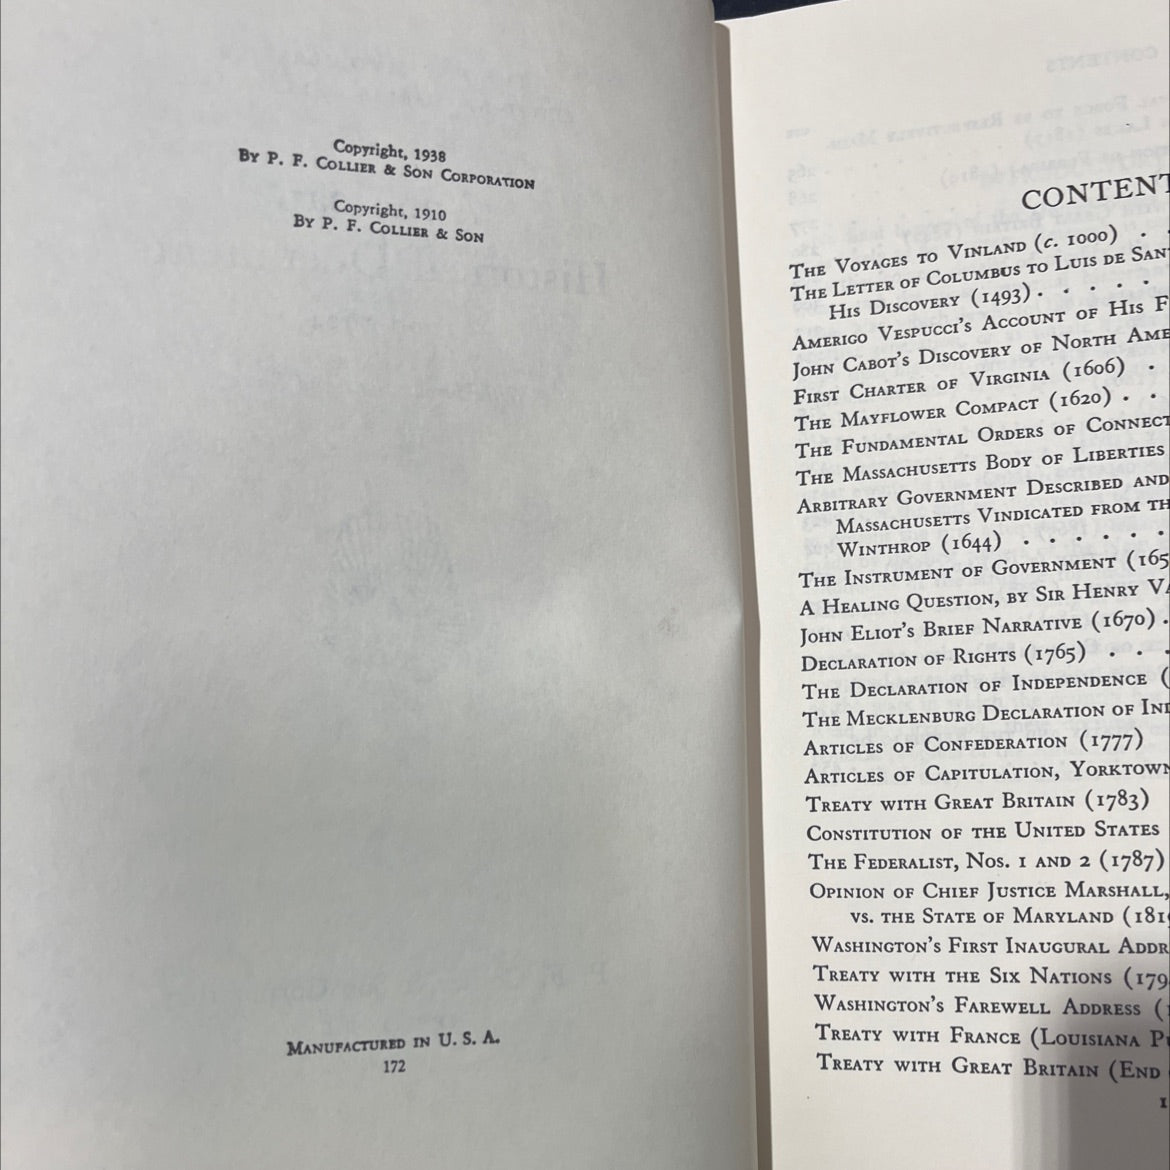 Copyright, 1938
By P. F. Collier & Son Corporation
Copyright, 1910
By P. F. Collier & Son
Manufactured in U. S. A.
172
CONTENT
The Voyages to Vinland (c. 1000) . .
The Letter of Columbus to Luis de San
His Discovery (1493) . . . . .
Amerigo Vespucci's Account of His F
John Cabot's Discovery of North Ame
First Charter of Virginia (1606) .
The Mayflower Compact (1620) . .
The Fundamental Orders of Connect
The Massachusetts Body of Liberties
Arbitrary Government Described and
Massachusetts Vindicated from th
Winthrop (1644) . . . . . .
The Instrument of Government (165
A Healing Question, by Sir Henry Va
John Eliot's Brief Narrative (1670) .
Declaration of Rights (1765) . . .
The Declaration of Independence (
The Mecklenburg Declaration of Ind
Articles of Confederation (1777)
Articles of Capitulation, Yorktown
Treaty with Great Britain (1783)
Constitution of the United States
The Federalist, Nos. 1 and 2 (1787)
Opinion of Chief Justice Marshall,
vs. the State of Maryland (181
Washington's First Inaugural Addr
Treaty with the Six Nations (179
Washington's Farewell Address (
Treaty with France (Louisiana Pu
Treaty with Great Britain (End
1